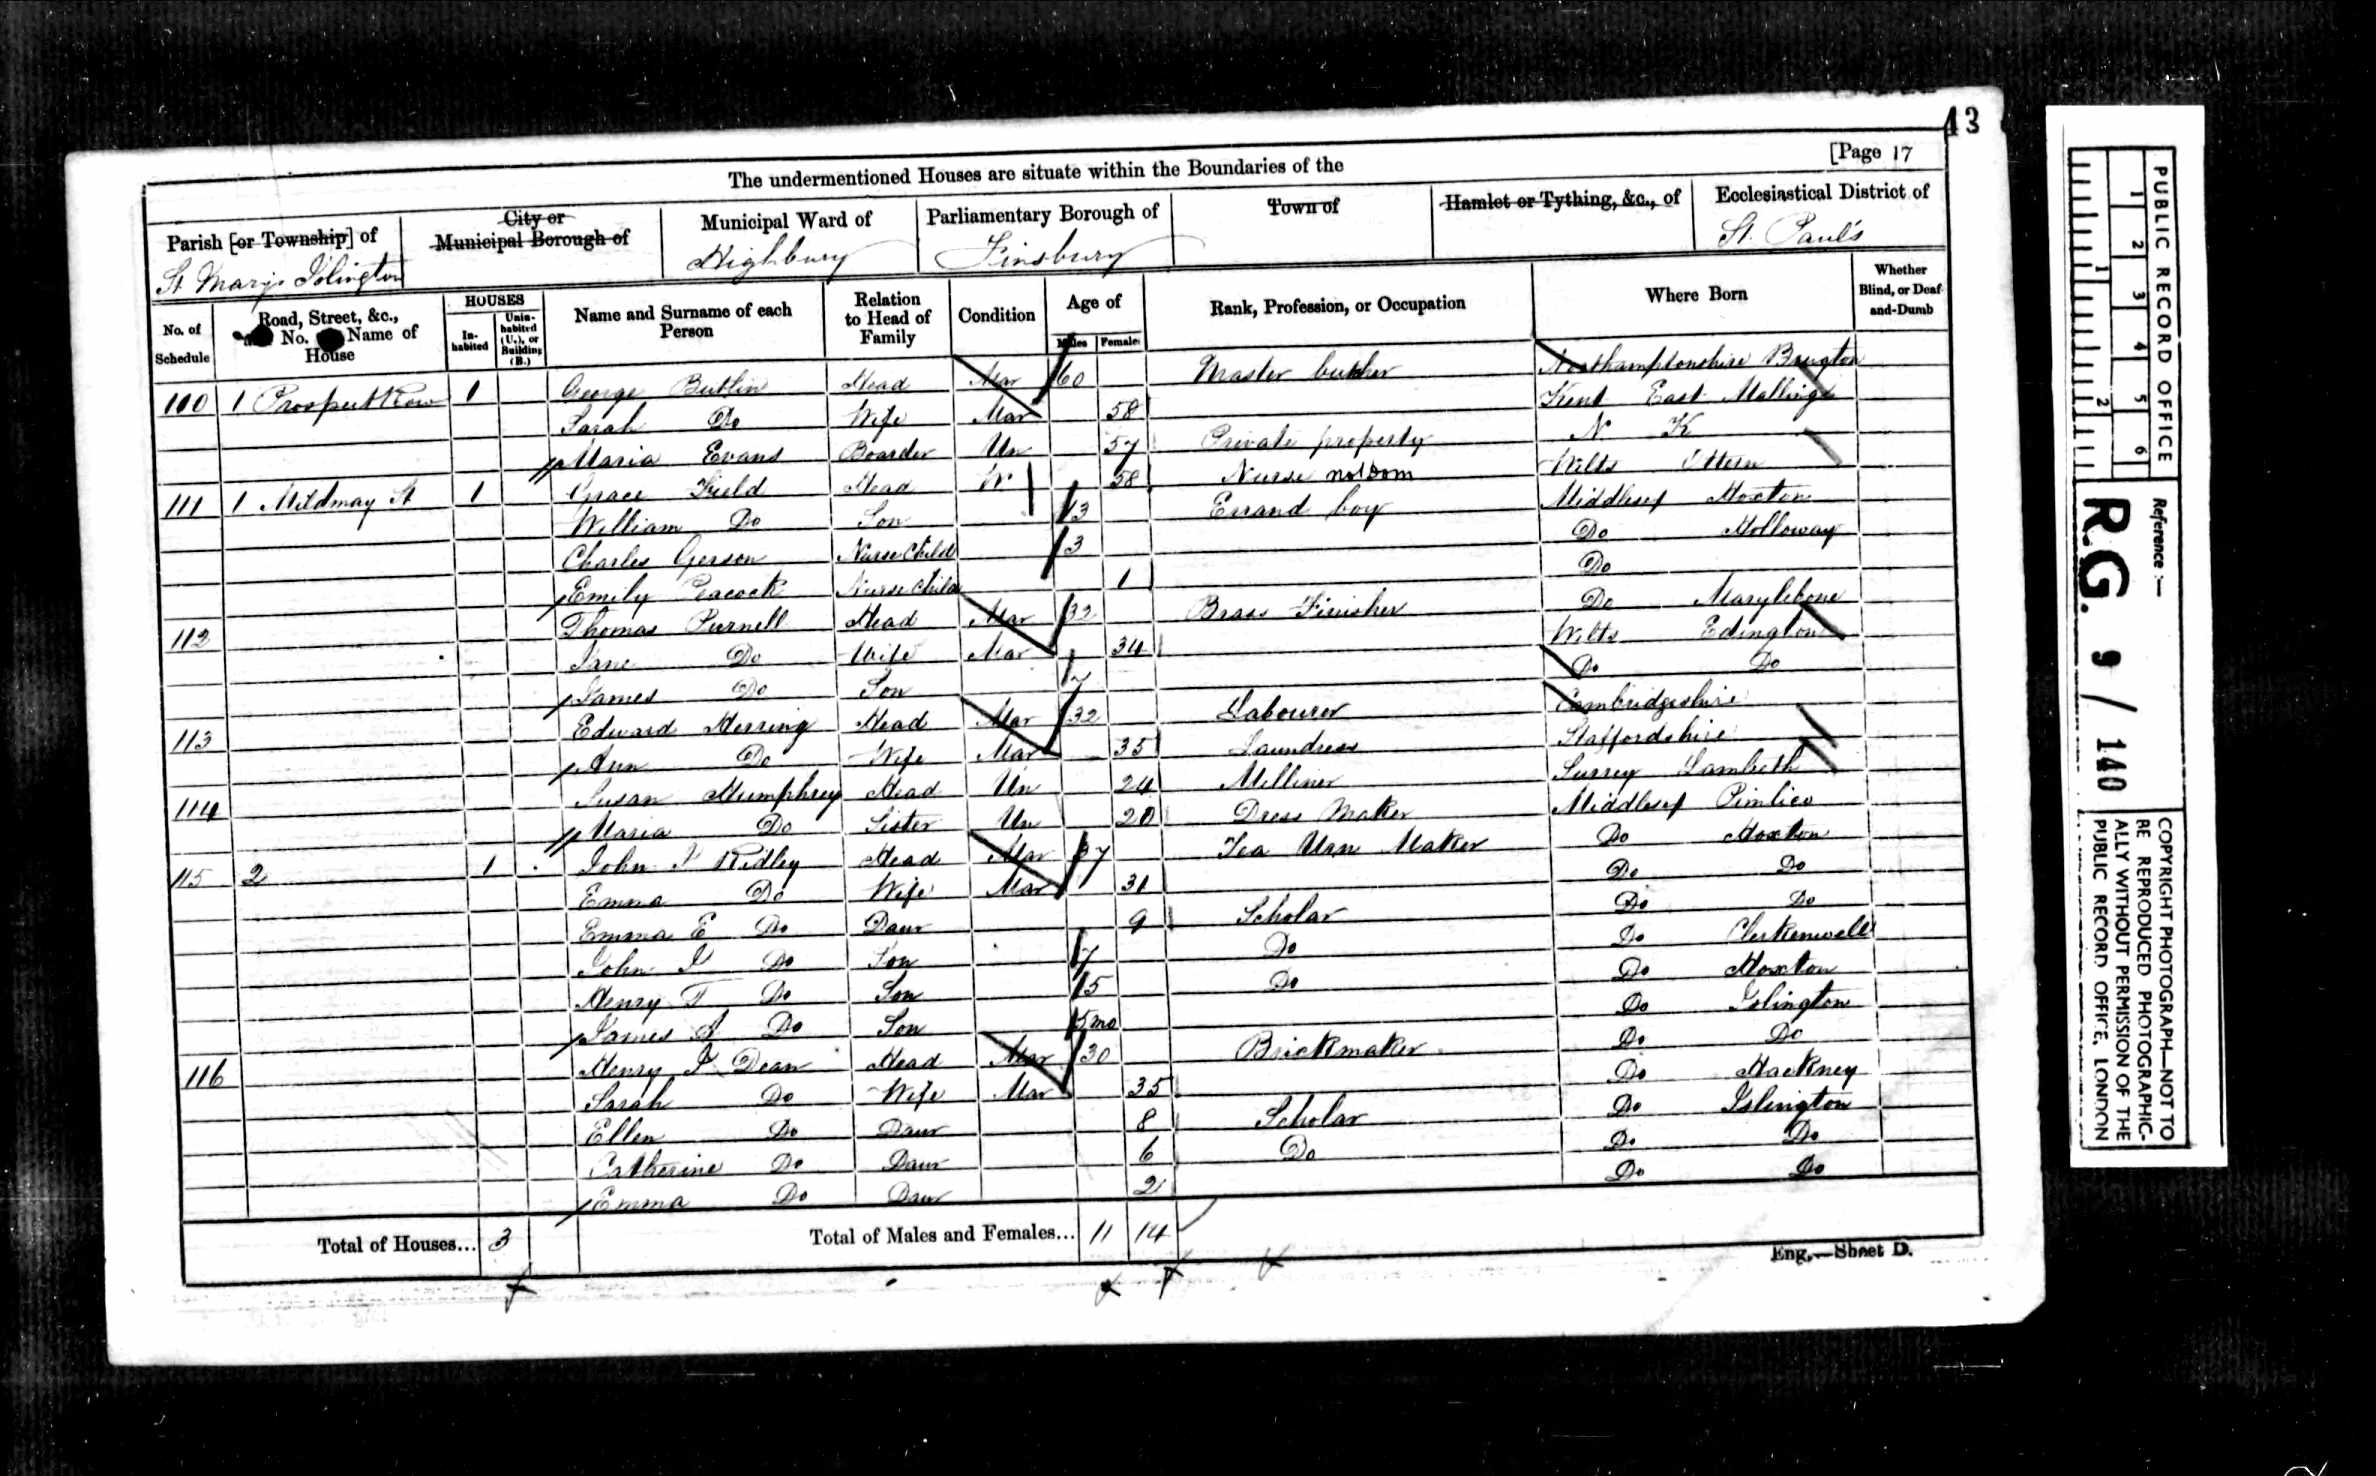 43
[Page 17
The undermentioned Houses are situate within the Boundaries of the
Parish [or Township] of
City or Municipal Borough of
Municipal Ward of
Parliamentary Borough of
Town of
Hamlet or Tything, &c., of
Ecclesiastical District of
St Marys Islington
Highbury
Finsbury
St. Paul's
No. of Schedule
Road, Street, &c., and No. Name of House
HOUSES
In-habited
Unin-habited (U.), or Building (B.)
Name and Surname of each Person
Relation to Head of Family
Condition
Age of
Males
Females
Rank, Profession, or Occupation
Where Born
Whether Blind, or Deaf-and-Dumb
110 1 Prospect Row 1 George Butlin Head Mar 60 Master butcher Northamptonshire
Sarah Do Wife Mar 58 Kent East Malling
Maria Evans Boarder Un 57 Private property N K
111 1 Mildmay St 1 Grace Field Head W 58 Nurse not Dom Wilts
William Do Son 13 Errand boy Middlesex Hoxton
Charles Gerson Nurse Child 3 Do Holloway
Emily Peacock Nurse Child 1 Do
112 Thomas Purnell Head Mar 32 Brass Finisher Do Marylebone
Jane Do Wife Mar 34 Wilts Edington
James Do Son 7 Do Do
113 Edward Herring Head Mar 32 Labourer Cambridgeshire
Ann Do Wife Mar 35 Laundress Staffordshire
114 Susan Humphrey Head Un 24 Milliner Surrey Lambeth
Maria Do Sister Un 20 Dress Maker Middlesex Pimlico
115 2 1 John J Ridley Head Mar 37 Tea Urn Maker Do Hoxton
Emma Do Wife Mar 31 Do Do
Emma E Do Daur 9 Scholar Do Do
John J Do Son 7 Do Do Clerkenwell
Henry T Do Son 5 Do Do Hoxton
James A Do Son 5 mo Do Islington
116 Henry J Dean Head Mar 30 Brickmaker Do Do
Sarah Do Wife Mar 35 Do Hackney
Ellen Do Daur 8 Scholar Do Islington
Catherine Do Daur 6 Do Do Do
Emma Do Daur 2 Do Do
Total of Houses... 3
Total of Males and Females... 11 14
Eng.—Sheet D.
PUBLIC RECORD OFFICE
1 2 3 4 5 6
1 2
Reference:—
R.G. 9 / 140
COPYRIGHT PHOTOGRAPH—NOT TO
BE REPRODUCED PHOTOGRAPHIC-
ALLY WITHOUT PERMISSION OF THE
PUBLIC RECORD OFFICE, LONDON